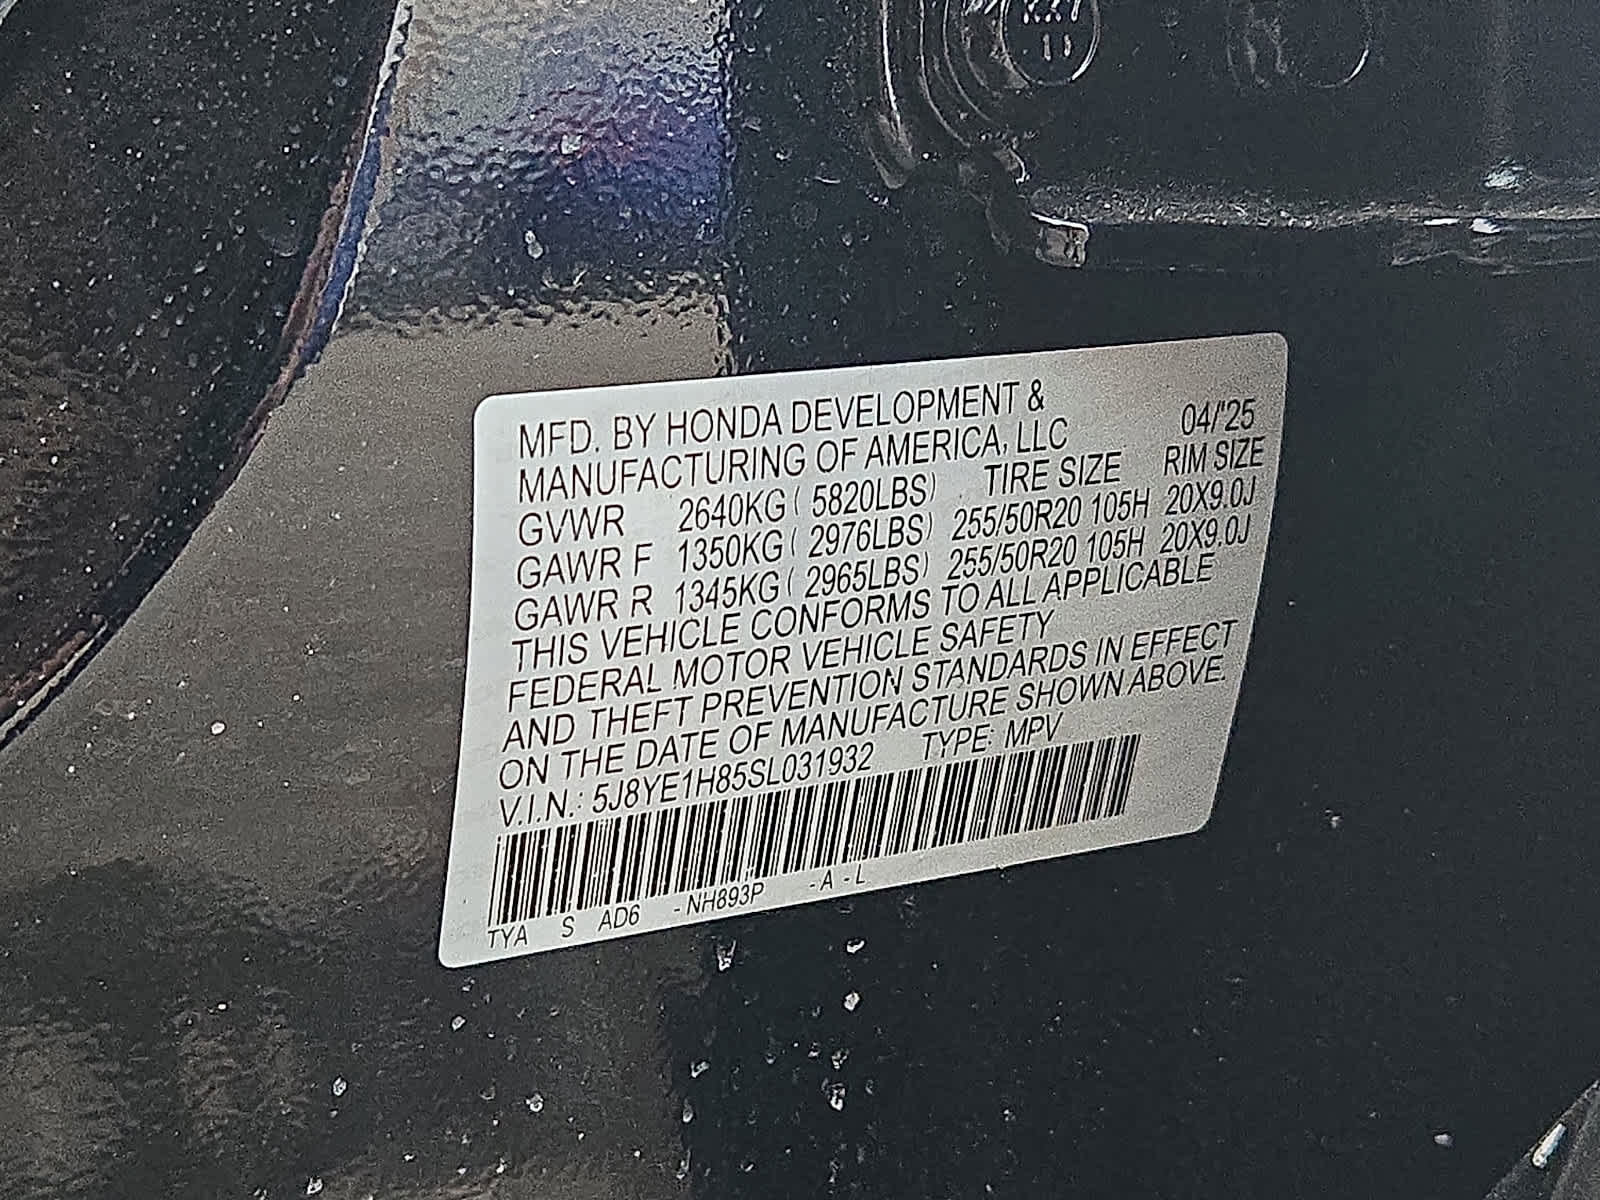 MFD. BY HONDA DEVELOPMENT &
MANUFACTURING OF AMERICA, LLC 04/'25
GVWR 2640KG ( 5820LBS) TIRE SIZE RIM SIZE
GAWR F 1350KG ( 2976LBS) 255/50R20 105H 20X9.0J
GAWR R 1345KG ( 2965LBS) 255/50R20 105H 20X9.0J
THIS VEHICLE CONFORMS TO ALL APPLICABLE
FEDERAL MOTOR VEHICLE SAFETY
AND THEFT PREVENTION STANDARDS IN EFFECT
ON THE DATE OF MANUFACTURE SHOWN ABOVE.
V.I.N.: 5J8YE1H85SL031932 TYPE: MPV
TYA S AD6 -NH893P -A -L